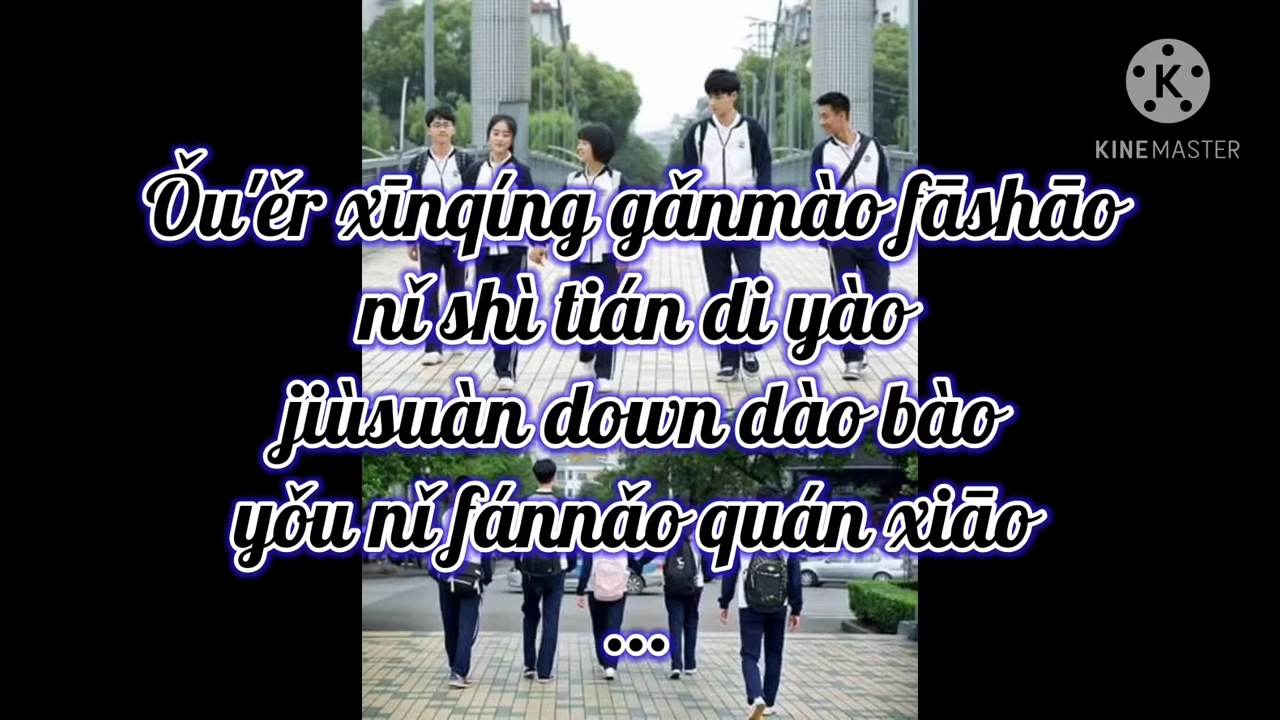 KINEMASTER
Ǒu'ěr xīnqíng gǎnmào fāshāo
nǐ shì tián di yào
jiùsuàn down dào bào
yǒu nǐ fánnǎo quán xiāo
...